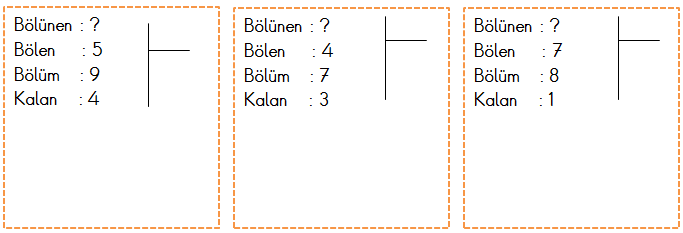 Bölünen : ?
Bölen : 5
Bölüm : 9
Kalan : 4
Bölünen : ?
Bölen : 4
Bölüm : 7
Kalan : 3
Bölünen : ?
Bölen : 7
Bölüm : 8
Kalan : 1